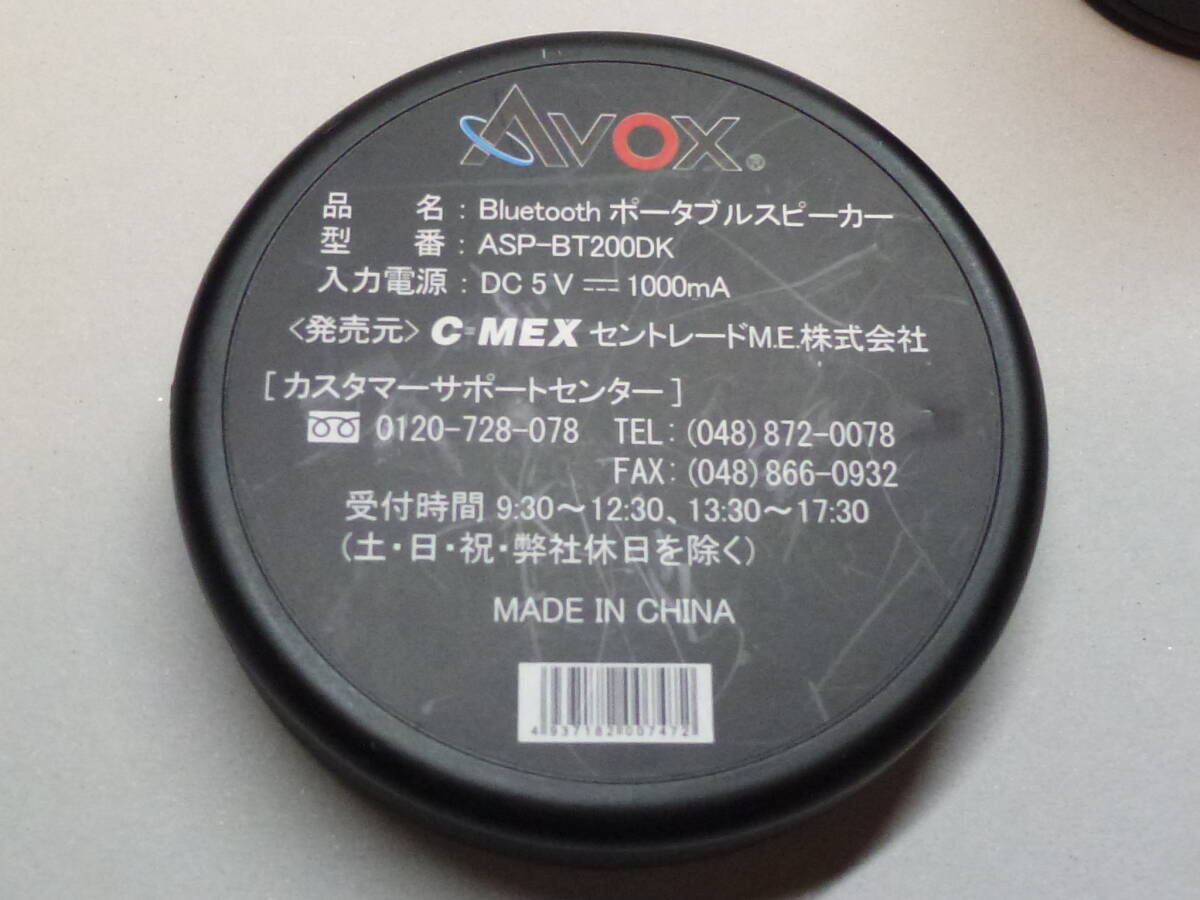 AVOX®
品名：Bluetooth ポータブルスピーカー
型番：ASP-BT200DK
入力電源：DC 5 V ⎓ 1000mA
<発売元> C=MEX セントレードM.E.株式会社
[ カスタマーサポートセンター ]
0120-728-078 TEL：(048)872-0078
FAX：(048)866-0932
受付時間 9:30～12:30、13:30～17:30
(土・日・祝・弊社休日を除く)
MADE IN CHINA
4 937182 007472